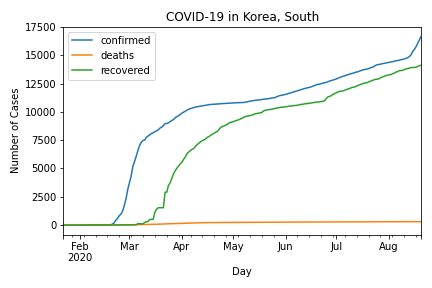 COVID-19 in Korea, South
confirmed
deaths
recovered
Number of Cases
17500
15000
12500
10000
7500
5000
2500
0
Feb
2020
Mar
Apr
May
Jun
Jul
Aug
Day